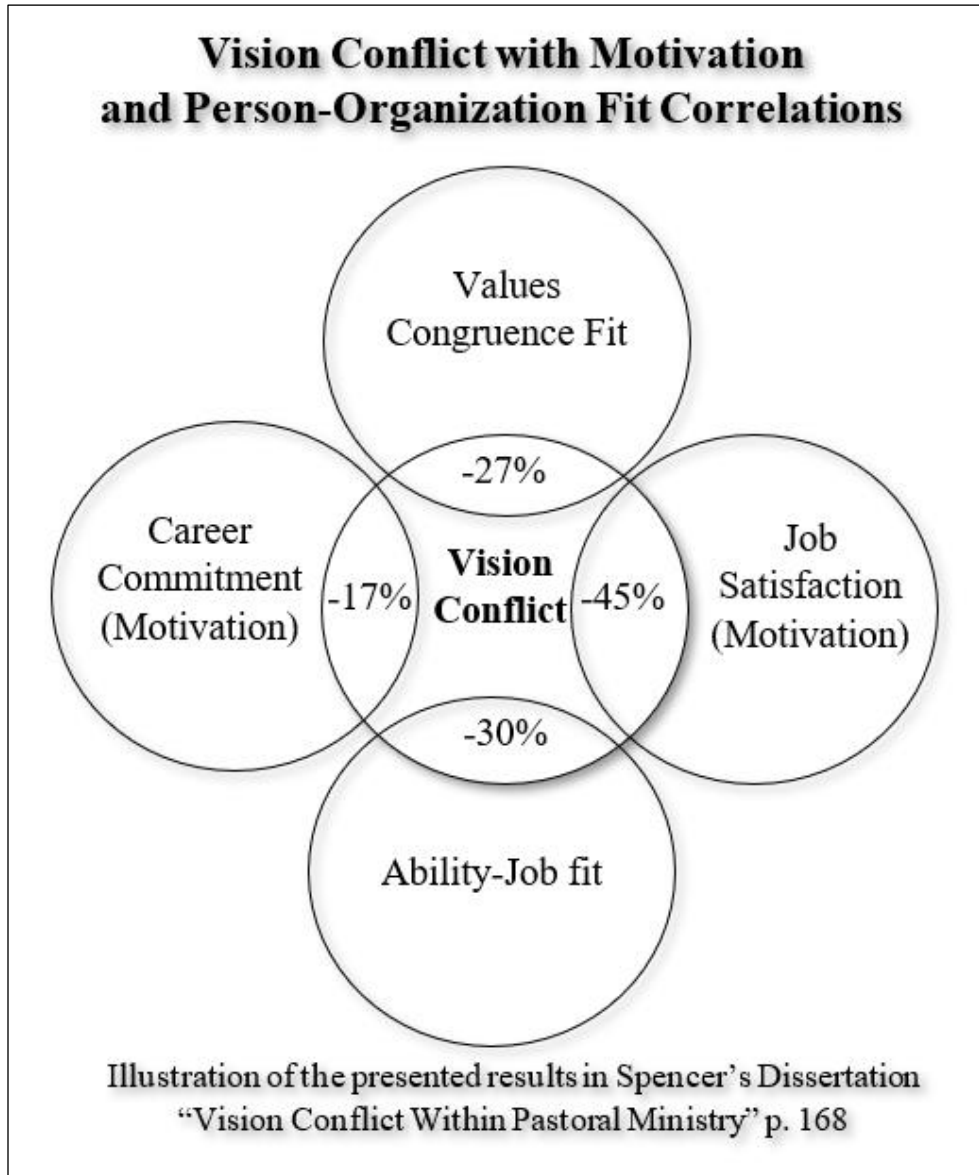 Vision Conflict with Motivation
and Person-Organization Fit Correlations
Values
Congruence Fit
-27%
Career
Commitment
(Motivation)
-17%
Vision
Conflict
-45%
Job
Satisfaction
(Motivation)
-30%
Ability-Job fit
Illustration of the presented results in Spencer’s Dissertation
“Vision Conflict Within Pastoral Ministry” p. 168